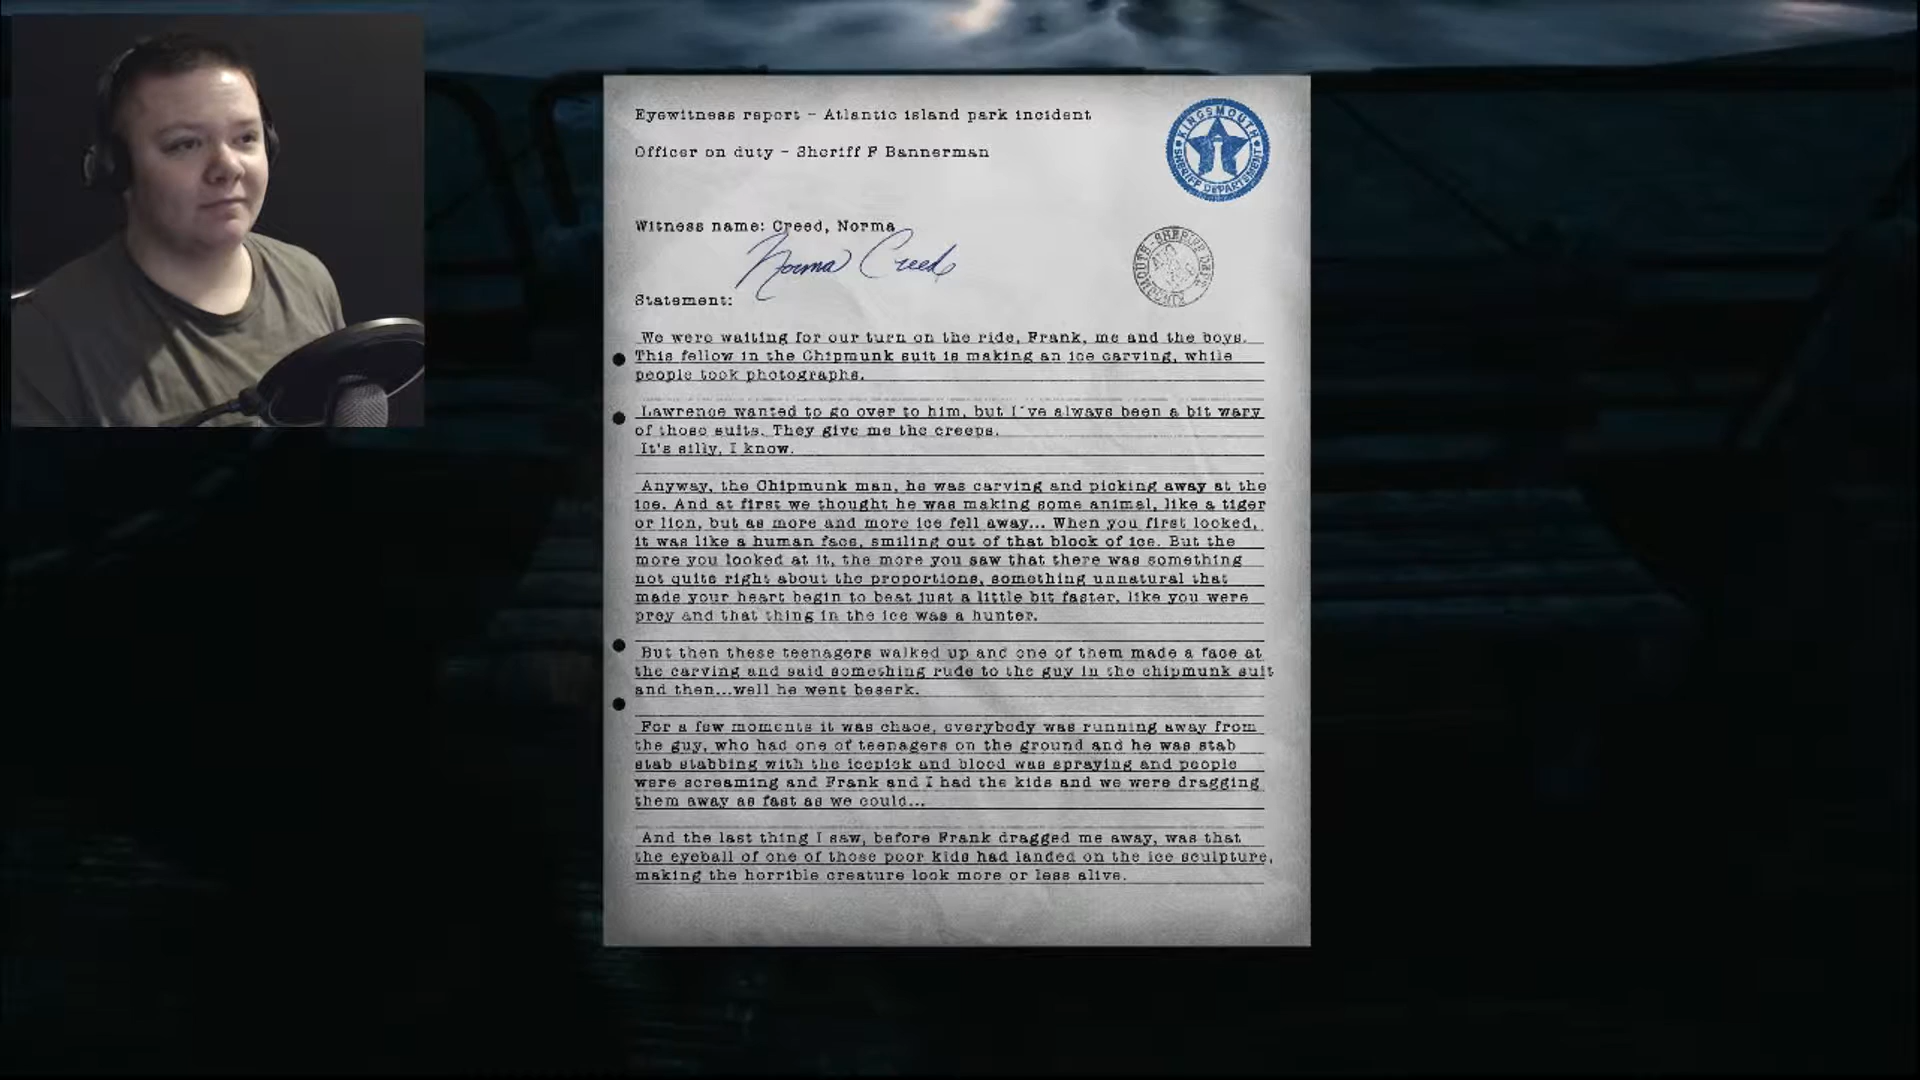 Eyewitness report - Atlantic island park incident
KINGSMOUTH
SHERIFF DEPARTEMENT
Officer on duty - Sheriff F Bannerman
Witness name: Creed, Norma
Norma Creed
Statement:
We were waiting for our turn on the ride, Frank, me and the boys.
This fellow in the Chipmunk suit is making an ice carving, while
people took photographs.
Lawrence wanted to go over to him, but I've always been a bit wary
of those suits. They give me the creeps.
It's silly, I know.
Anyway, the Chipmunk man, he was carving and picking away at the
ice. And at first we thought he was making some animal, like a tiger
or lion, but as more and more ice fell away... When you first looked,
it was like a human face, smiling out of that block of ice. But the
more you looked at it, the more you saw that there was something
not quite right about the proportions, something unnatural that
made your heart begin to beat just a little bit faster, like you were
prey and that thing in the ice was a hunter.
But then these teenagers walked up and one of them made a face at
the carving and said something rude to the guy in the chipmunk suit
and then...well he went beserk.
For a few moments it was chaos, everybody was running away from
the guy, who had one of teenagers on the ground and he was stab
stab stabbing with the icepick and blood was spraying and people
were screaming and Frank and I had the kids and we were dragging
them away as fast as we could...
And the last thing I saw, before Frank dragged me away, was that
the eyeball of one of those poor kids had landed on the ice sculpture,
making the horrible creature look more or less alive.